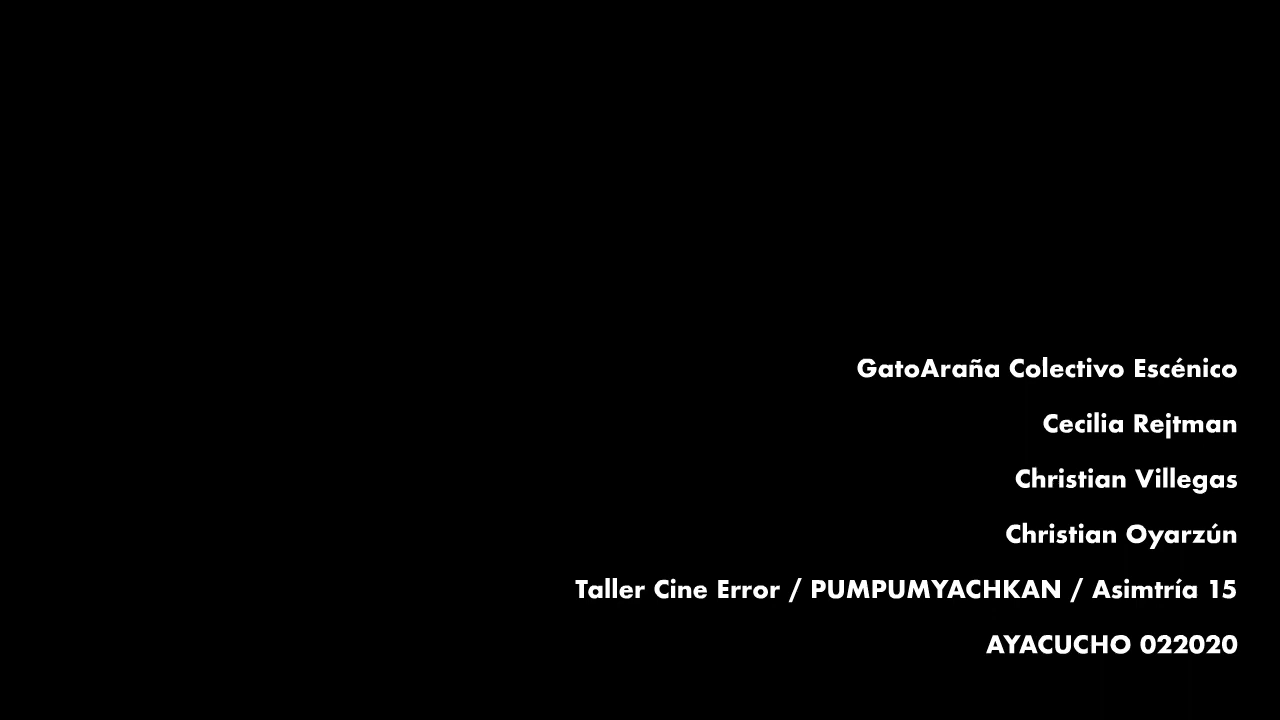 GatoAraña Colectivo Escénico
Cecilia Rejtman
Christian Villegas
Christian Oyarzún
Taller Cine Error / PUMPUMYACHKAN / Asimtría 15
AYACUCHO 022020